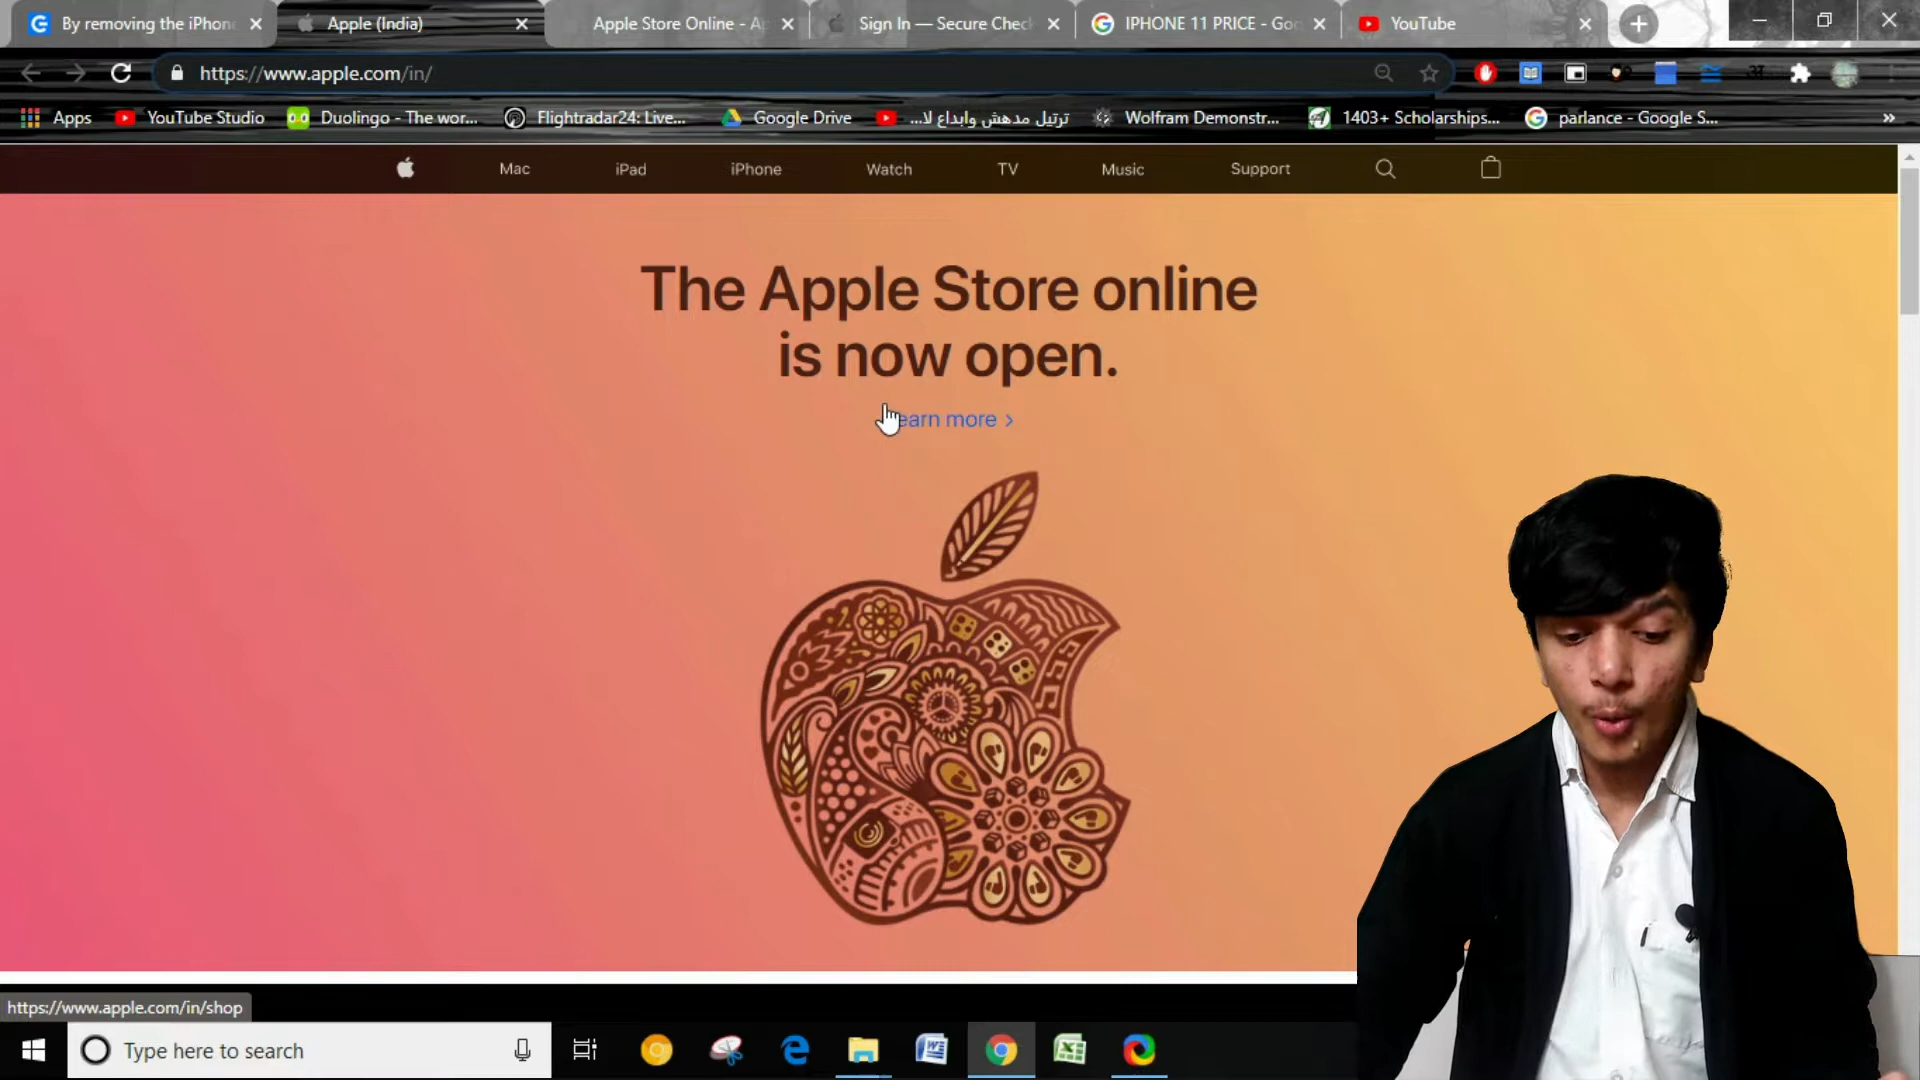 By removing the iPhone
Apple (India)
Apple Store Online - Ap
Sign In — Secure Chec
IPHONE 11 PRICE - Goo
YouTube
https://www.apple.com/in/
Apps
YouTube Studio
Duolingo - The wor...
Flightradar24: Live...
Google Drive
ترتيل مدهش وابداع لا...
Wolfram Demonstr...
1403+ Scholarships...
parlance - Google S...
Mac
iPad
iPhone
Watch
TV
Music
Support
The Apple Store online
is now open.
earn more >
https://www.apple.com/in/shop
Type here to search